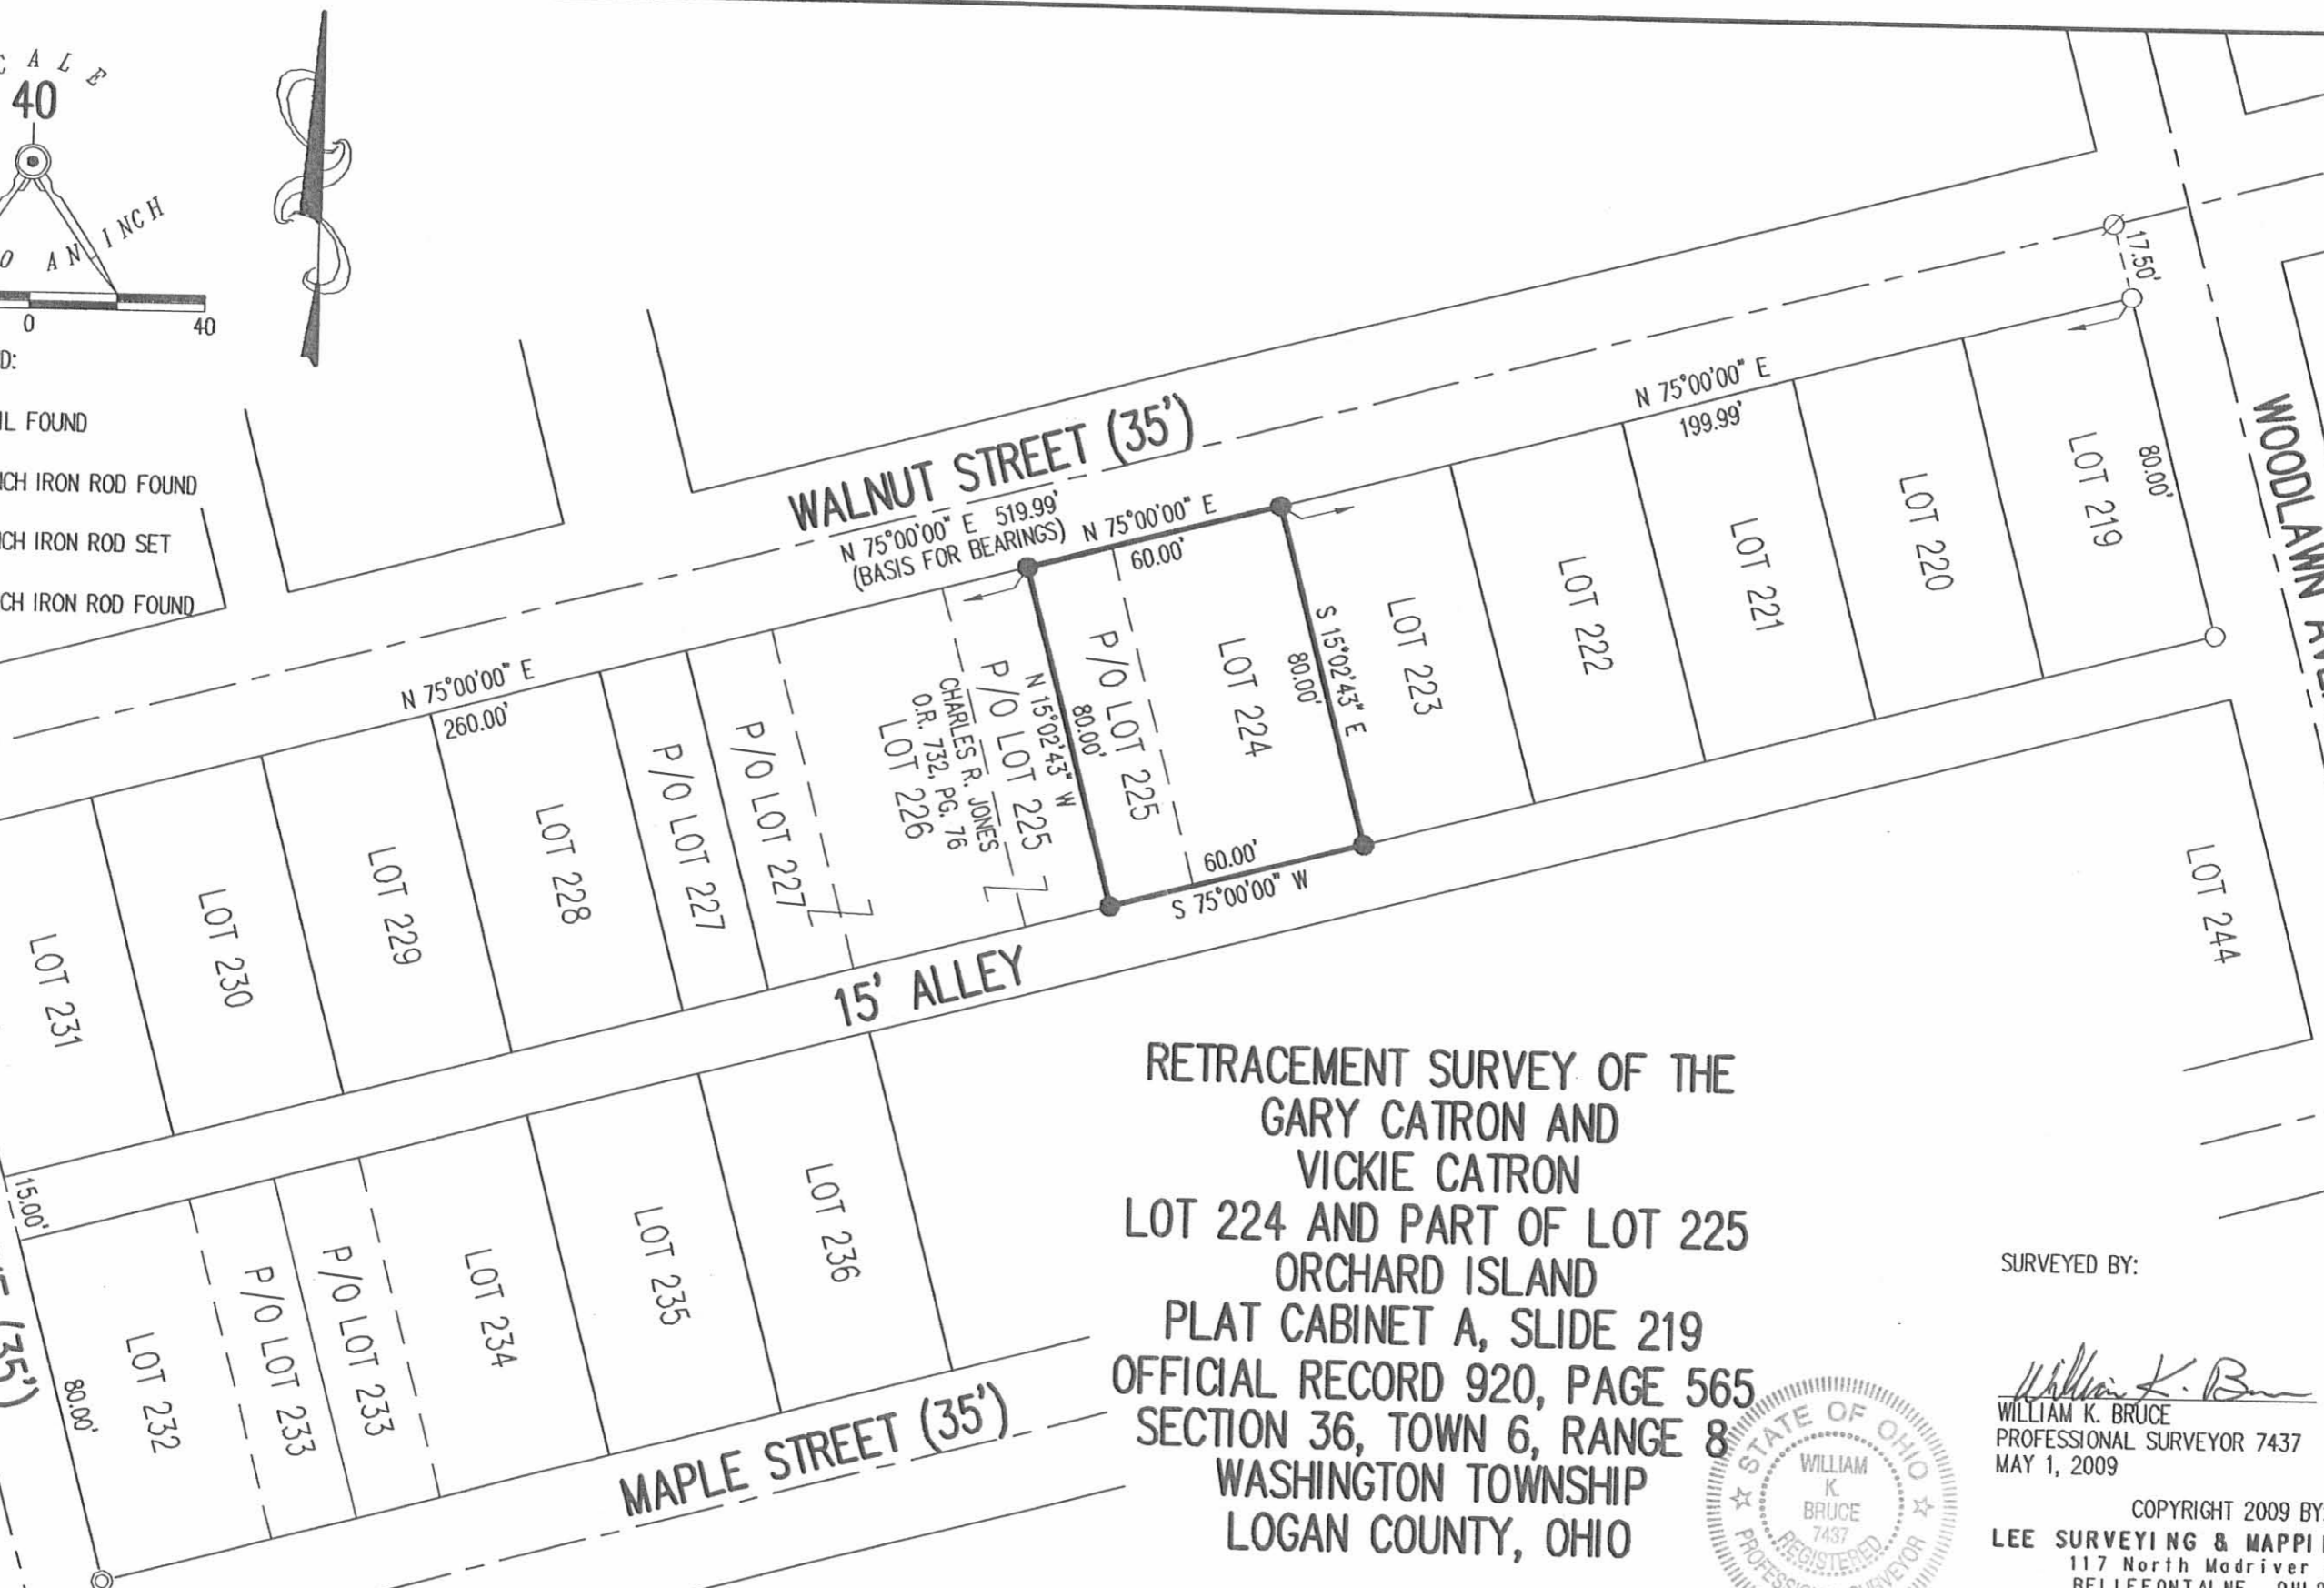 SCALE
40
AN INCH
0
40
FOUND
IRON ROD FOUND
IRON ROD SET
IRON ROD FOUND
WALNUT STREET (35')
N 75°00'00" E 519.99'
(BASIS FOR BEARINGS)
N 75°00'00" E
60.00'
N 75°00'00" E
199.99'
17.50'
80.00'
WOODLAWN AVE
N 75°00'00" E
260.00'
LOT 231
LOT 230
LOT 229
LOT 228
P/O LOT 227
P/O LOT 227
LOT 226
O.R. 732, PG. 76
CHARLES R. JONES
P/O LOT 225
N 15°02'43" W
80.00'
P/O LOT 225
LOT 224
S 15°02'43" E
80.00'
LOT 223
LOT 222
LOT 221
LOT 220
LOT 219
60.00'
S 75°00'00" W
15' ALLEY
LOT 244
15.00'
(35')
80.00'
LOT 232
P/O LOT 233
P/O LOT 233
LOT 234
LOT 235
LOT 236
MAPLE STREET (35')
RETRACEMENT SURVEY OF THE
GARY CATRON AND
VICKIE CATRON
LOT 224 AND PART OF LOT 225
ORCHARD ISLAND
PLAT CABINET A, SLIDE 219
OFFICIAL RECORD 920, PAGE 565
SECTION 36, TOWN 6, RANGE 8
WASHINGTON TOWNSHIP
LOGAN COUNTY, OHIO
STATE OF OHIO
WILLIAM
K.
BRUCE
7437
REGISTERED
PROFESSIONAL SURVEYOR
SURVEYED BY:
William K. Bruce
WILLIAM K. BRUCE
PROFESSIONAL SURVEYOR 7437
MAY 1, 2009
COPYRIGHT 2009 BY
LEE SURVEYING & MAPPI
117 North Madriver